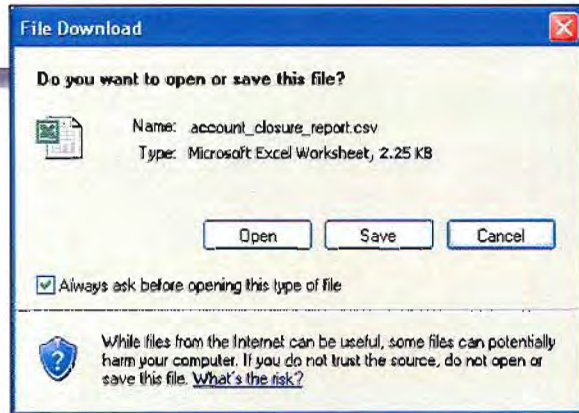 File Download
Do you want to open or save this file?
Name: account_closure_report.csv
Type: Microsoft Excel Worksheet, 2.25 KB
Open Save Cancel
Always ask before opening this type of file
While files from the Internet can be useful, some files can potentially
harm your computer. If you do not trust the source, do not open or
save this file. What's the risk?